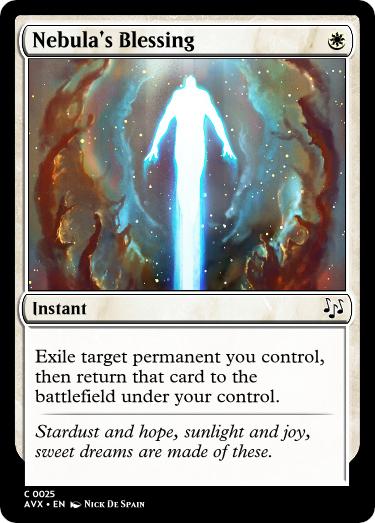 Nebula's Blessing
Instant
Exile target permanent you control,
then return that card to the
battlefield under your control.
Stardust and hope, sunlight and joy,
sweet dreams are made of these.
C 0025
AVX • EN Nick De Spain